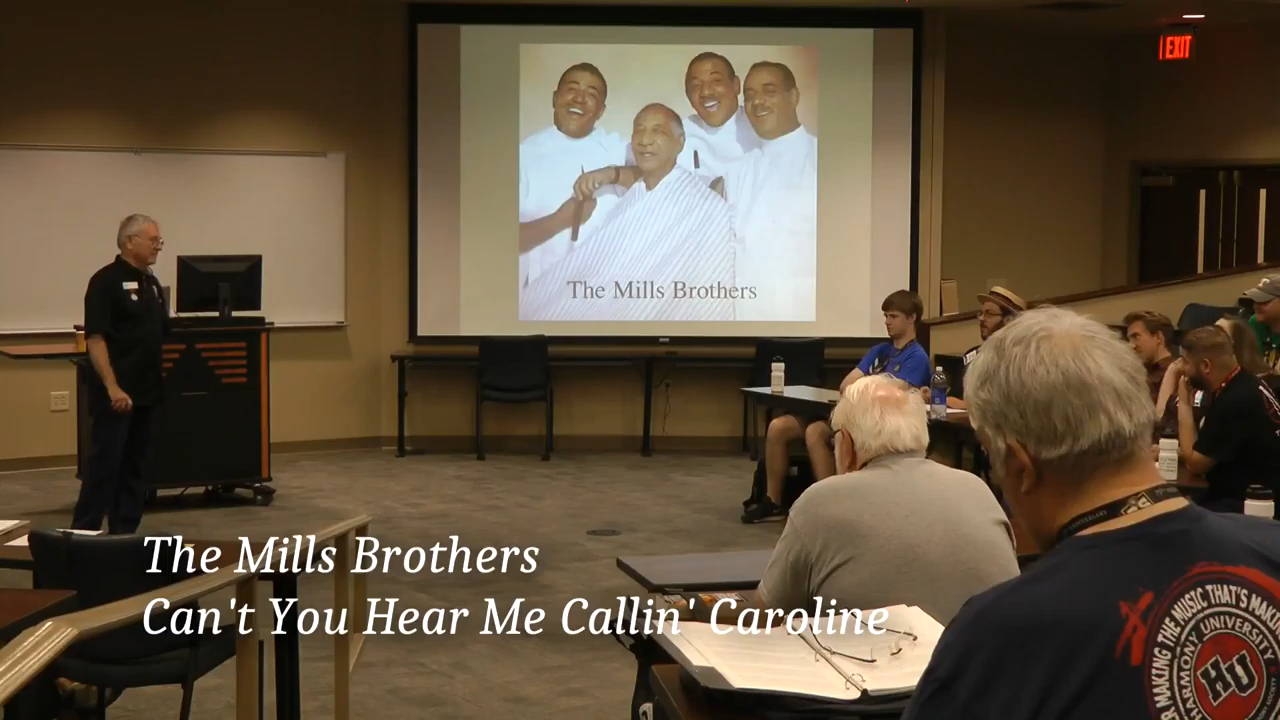 EXIT
The Mills Brothers
The Mills Brothers
Can't You Hear Me Callin' Caroline
MAKING THE MUSIC THAT'S
HARMONY UNIVERSITY
HU